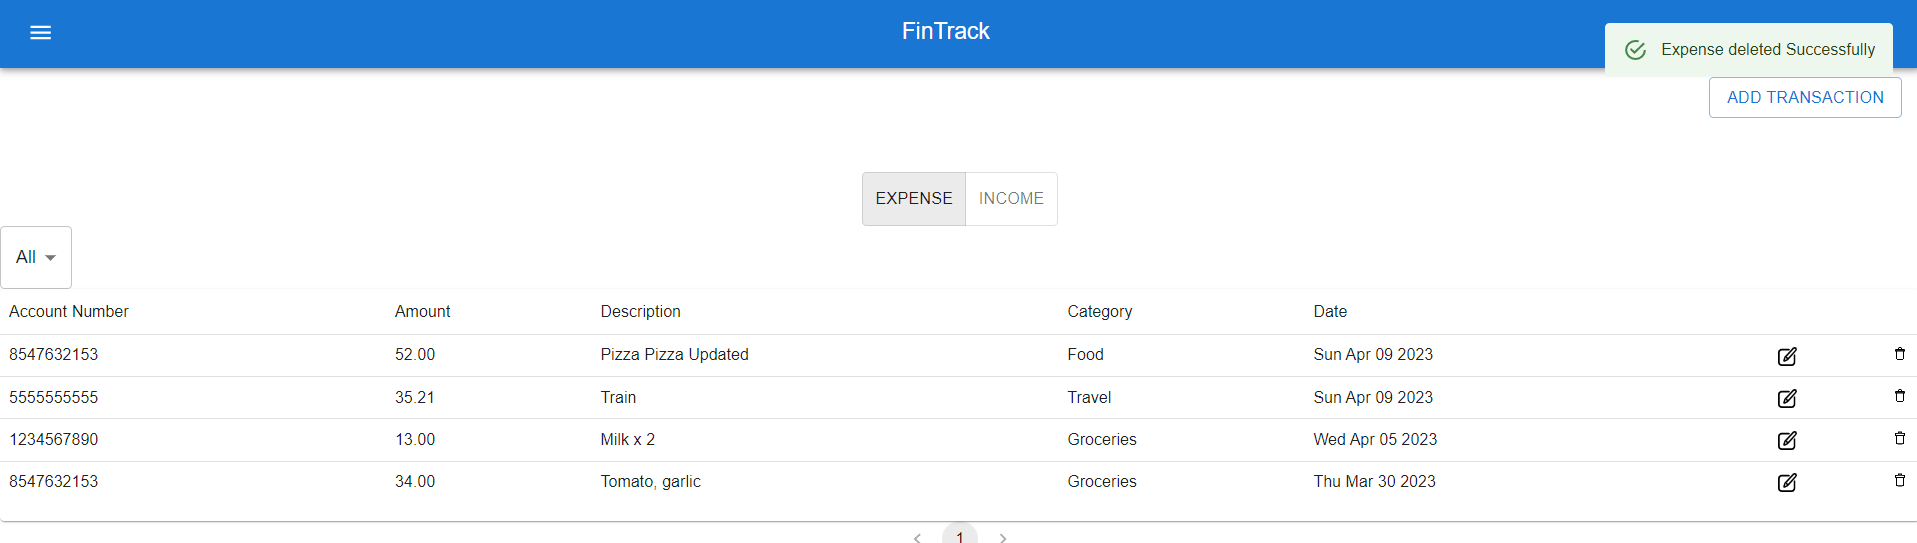 FinTrack
Expense deleted Successfully
ADD TRANSACTION
EXPENSE INCOME
All
Account Number Amount Description Category Date
8547632153 52.00 Pizza Pizza Updated Food Sun Apr 09 2023
5555555555 35.21 Train Travel Sun Apr 09 2023
1234567890 13.00 Milk x 2 Groceries Wed Apr 05 2023
8547632153 34.00 Tomato, garlic Groceries Thu Mar 30 2023
1